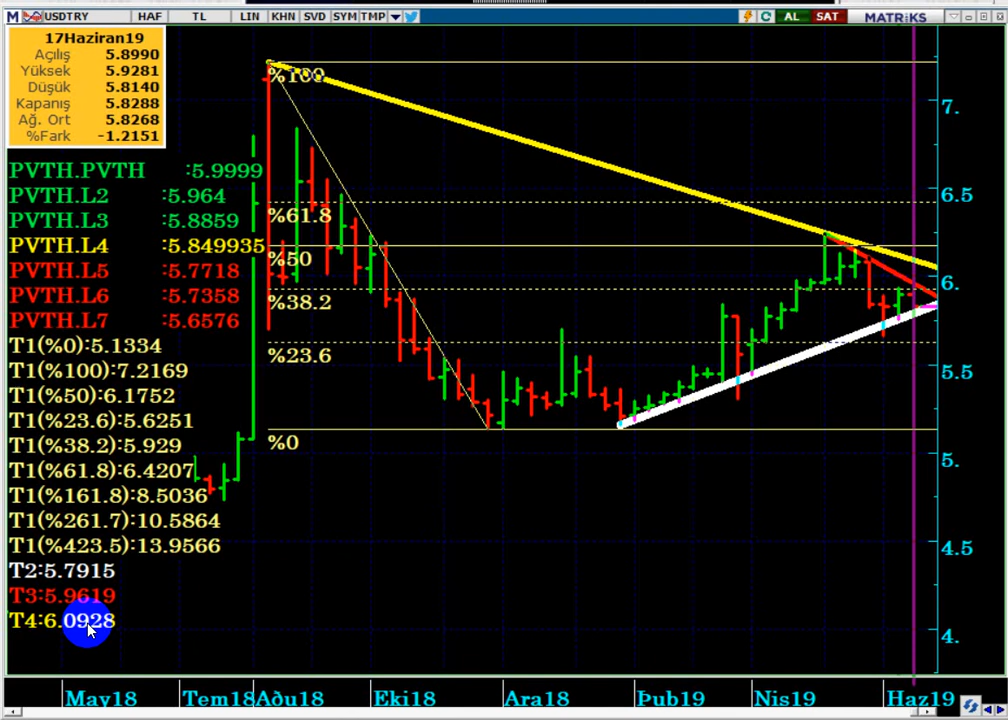 M USDTRY HAF TL LIN KHN SVD SYM TMP AL SAT MATRİKS
17Haziran19
Açılış 5.8990
Yüksek 5.9281
Düşük 5.8140
Kapanış 5.8288
Ağ. Ort 5.8268
%Fark -1.2151
PVTH.PVTH :5.9999
PVTH.L2 :5.964
PVTH.L3 :5.8859
PVTH.L4 :5.849935
PVTH.L5 :5.7718
PVTH.L6 :5.7358
PVTH.L7 :5.6576
T1(%0):5.1334
T1(%100):7.2169
T1(%50):6.1752
T1(%23.6):5.6251
T1(%38.2):5.929
T1(%61.8):6.4207
T1(%161.8):8.5036
T1(%261.7):10.5864
T1(%423.5):13.9566
T2:5.7915
T3:5.9619
T4:6.0928
%100
%61.8
%50
%38.2
%23.6
%0
7.
6.5
6.
5.5
5.
4.5
4.
May18 Tem18 Aðu18 Eki18 Ara18 Þub19 Nis19 Haz19